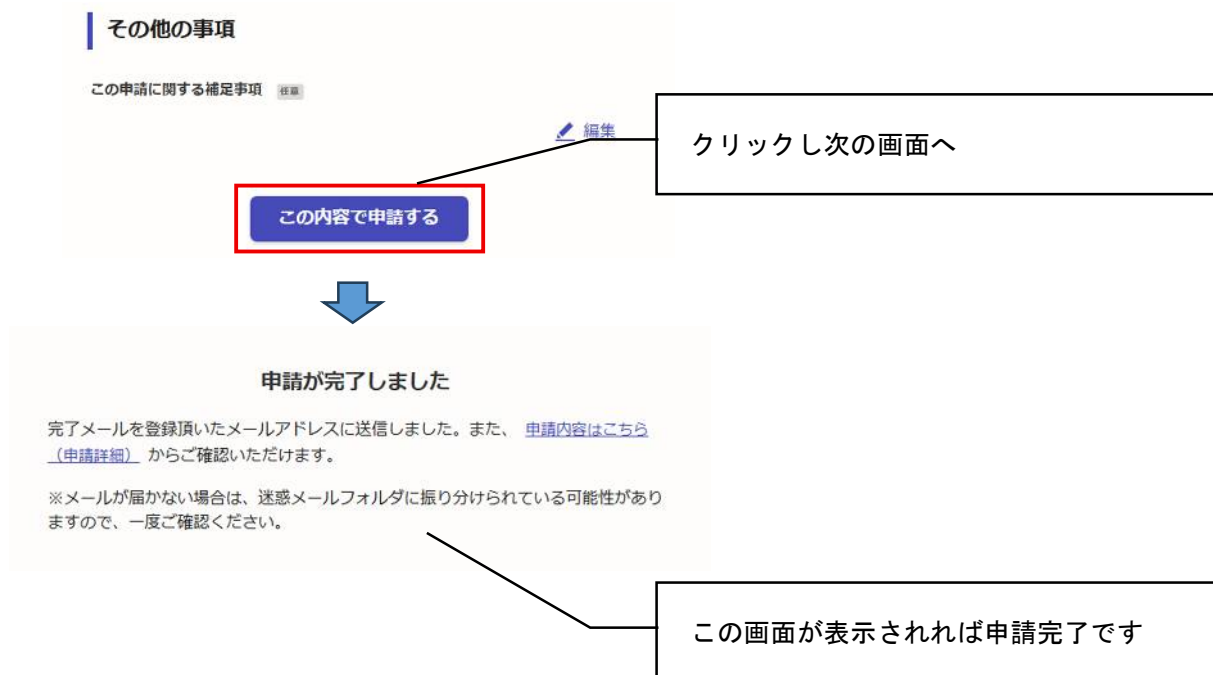 その他の事項
この申請に関する補足事項 任意
編集
クリックし次の画面へ
この内容で申請する
申請が完了しました
完了メールを登録頂いたメールアドレスに送信しました。また、 申請内容はこちら
（申請詳細） からご確認いただけます。
※メールが届かない場合は、迷惑メールフォルダに振り分けられている可能性があり
ますので、一度ご確認ください。
この画面が表示されれば申請完了です